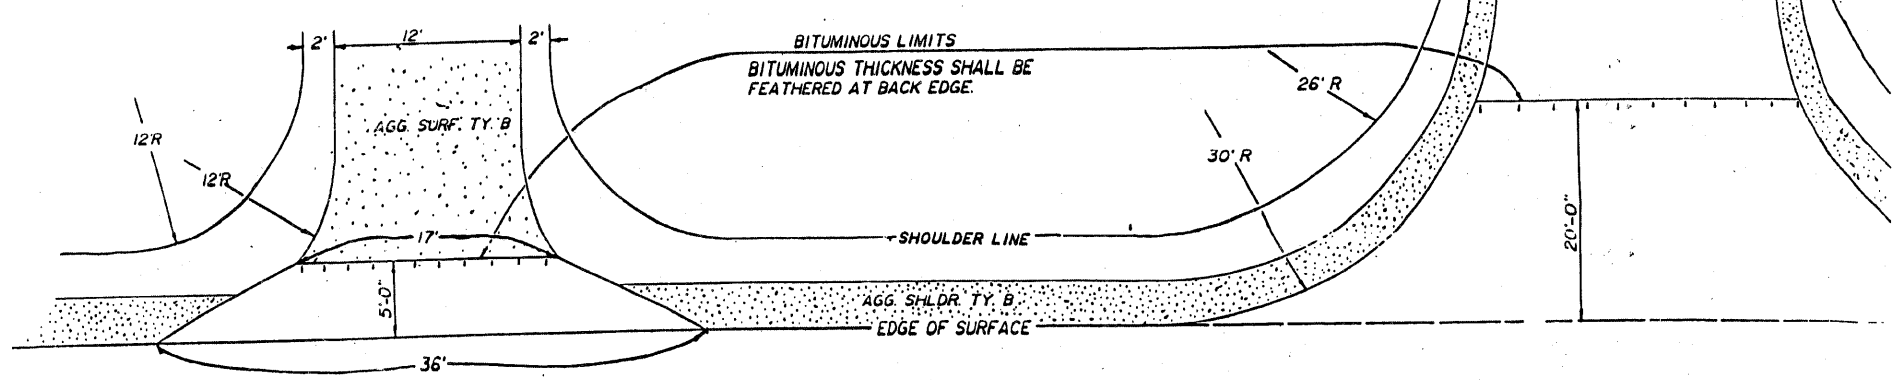 2'
12'
2'
BITUMINOUS LIMITS
BITUMINOUS THICKNESS SHALL BE
FEATHERED AT BACK EDGE.
26' R
AGG. SURF. TY. B
12'R
30' R
12'R
17'
SHOULDER LINE
20'-0"
5'-0"
AGG. SHLDR. TY. B
EDGE OF SURFACE
36'